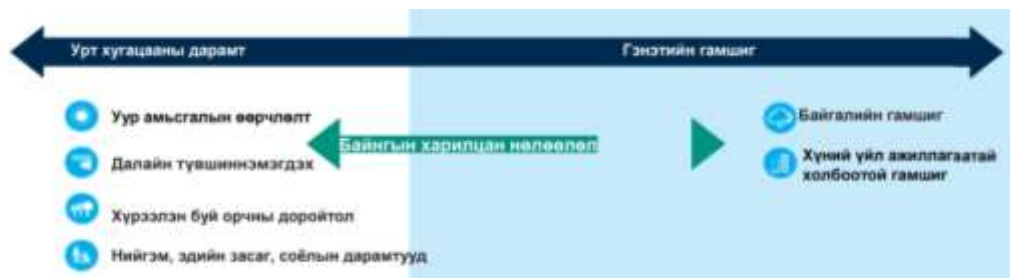 Урт хугацааны дарамт
Гэнэтийн гамшиг
Уур амьсгалын өөрчлөлт
Далайн түвшиннэмэгдэх
Хүрээлэн буй орчны доройтол
Нийгэм, эдийн засаг, соёлын дарамтууд
Байнгын харилцан нөлөөлөл
Байгалийн гамшиг
Хүний үйл ажиллагаатай
холбоотой гамшиг